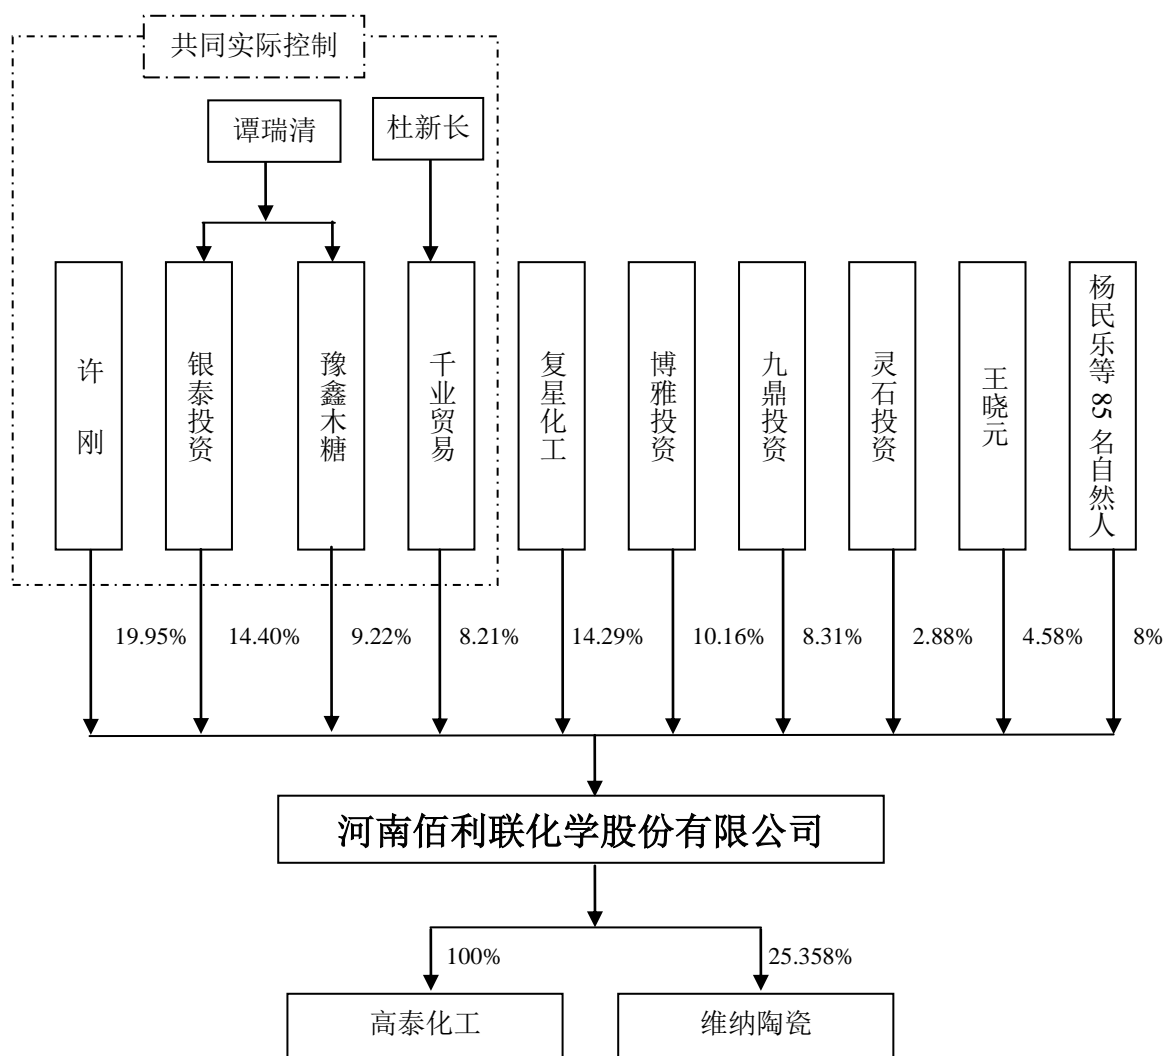 共同实际控制
谭瑞清
杜新长
许刚
银泰投资
豫鑫木糖
千业贸易
复星化工
博雅投资
九鼎投资
灵石投资
王晓元
杨民乐等 85 名自然人
19.95%
14.40%
9.22%
8.21%
14.29%
10.16%
8.31%
2.88%
4.58%
8%
河南佰利联化学股份有限公司
100%
25.358%
高泰化工
维纳陶瓷